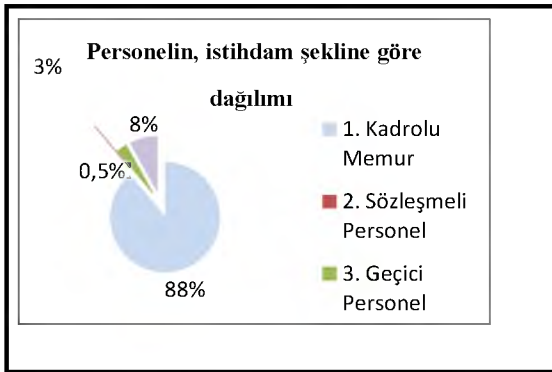 Personelin, istihdam şekline göre
dağılımı
3%
8%
0,5%
88%
1. Kadrolu
Memur
2. Sözleşmeli
Personel
3. Geçici
Personel